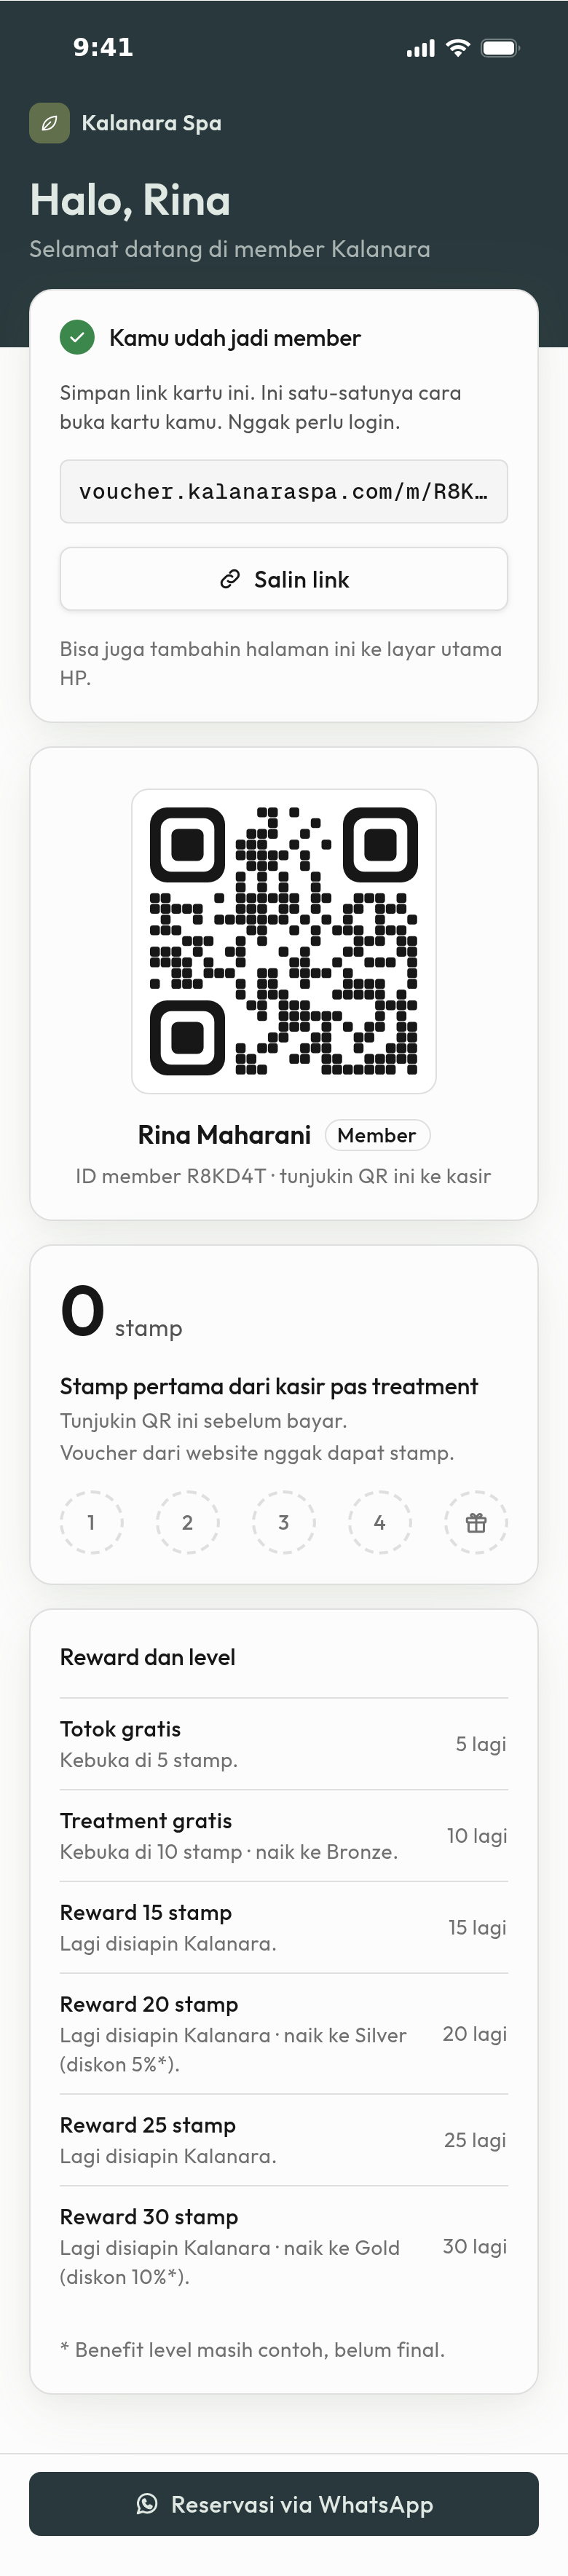 9:41
Kalanara Spa
Halo, Rina
Selamat datang di member Kalanara
Kamu udah jadi member
Simpan link kartu ini. Ini satu-satunya cara
buka kartu kamu. Nggak perlu login.
voucher.kalanaraspa.com/m/R8K…
Salin link
Bisa juga tambahin halaman ini ke layar utama
HP.
Rina Maharani Member
ID member R8KD4T · tunjukin QR ini ke kasir
0 stamp
Stamp pertama dari kasir pas treatment
Tunjukin QR ini sebelum bayar.
Voucher dari website nggak dapat stamp.
1 2 3 4
Reward dan level
Totok gratis
Kebuka di 5 stamp.
5 lagi
Treatment gratis
Kebuka di 10 stamp · naik ke Bronze.
10 lagi
Reward 15 stamp
Lagi disiapin Kalanara.
15 lagi
Reward 20 stamp
Lagi disiapin Kalanara · naik ke Silver
(diskon 5%*).
20 lagi
Reward 25 stamp
Lagi disiapin Kalanara.
25 lagi
Reward 30 stamp
Lagi disiapin Kalanara · naik ke Gold
(diskon 10%*).
30 lagi
* Benefit level masih contoh, belum final.
Reservasi via WhatsApp